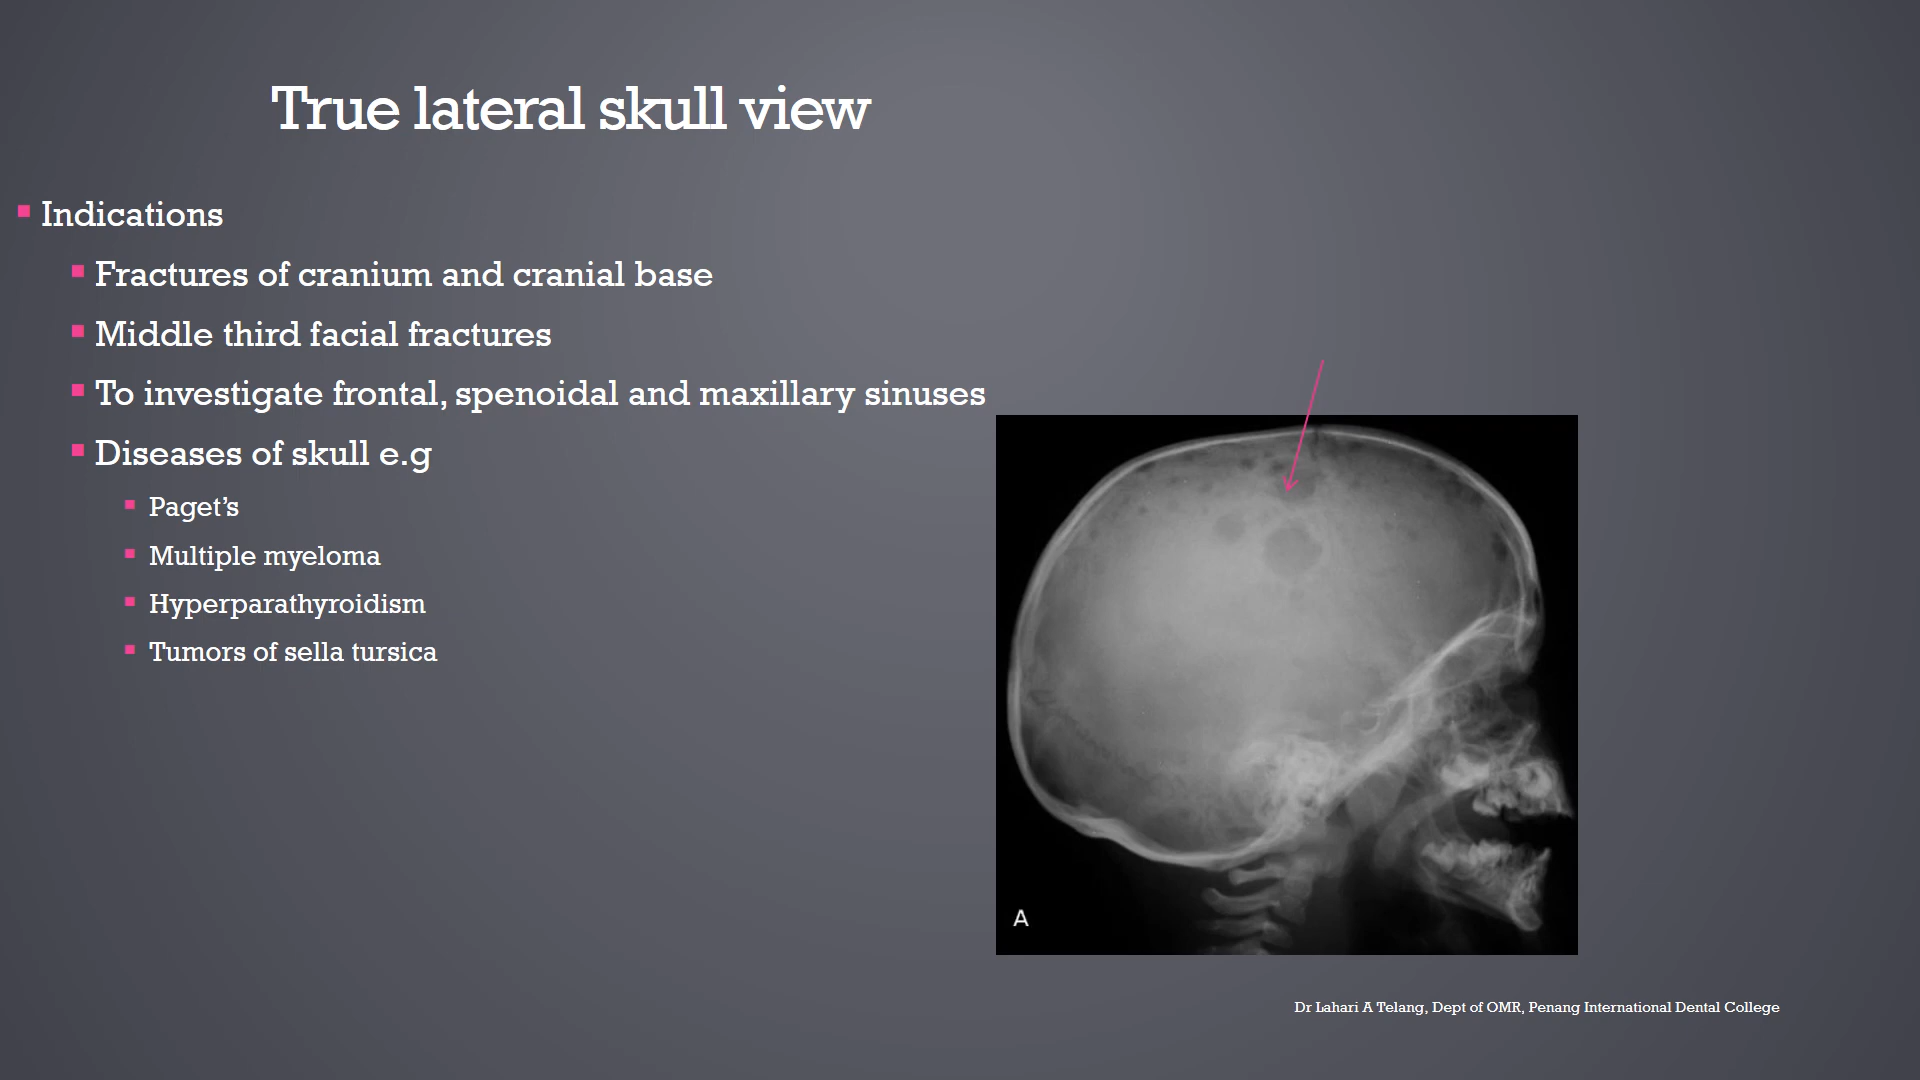 True lateral skull view
Indications
Fractures of cranium and cranial base
Middle third facial fractures
To investigate frontal, spenoidal and maxillary sinuses
Diseases of skull e.g
Paget’s
Multiple myeloma
Hyperparathyroidism
Tumors of sella tursica
A
Dr Lahari A Telang, Dept of OMR, Penang International Dental College